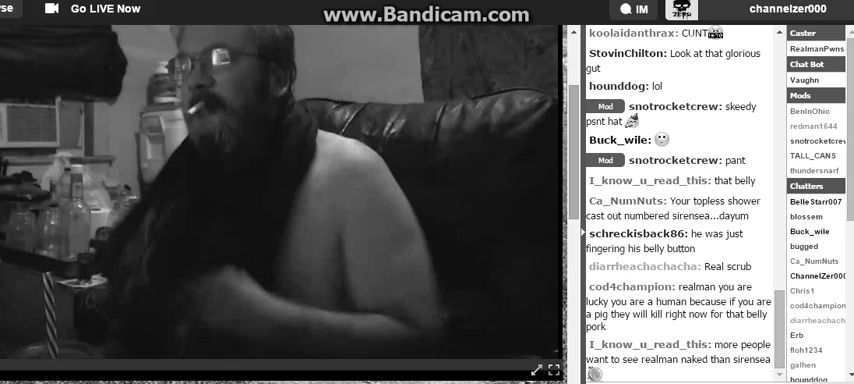 www.Bandicam.com
Go LIVE Now
IM
ZERO
channelzer000
koolaidanthrax: CUNT
StovinChilton: Look at that glorious
gut
hounddog: lol
Mod snotrocketcrew: skeedy
psnt hat
Buck_wile:
Mod snotrocketcrew: pant
I_know_u_read_this: that belly
Ca_NumNuts: Your topless shower
cast out numbered sirensea...dayum
schreckisback86: he was just
fingering his belly button
diarrheachachacha: Real scrub
cod4champion: realman you are
lucky you are a human because if you are
a pig they will kill right now for that belly
pork
I_know_u_read_this: more people
want to see realman naked than sirensea
Caster
RealmanPwns
Chat Bot
Vaughn
Mods
BenInOhio
redman1644
snotrocketcrew
TALL_CANS
thundersnarf
Chatters
BelleStarr007
blossem
Buck_wile
bugged
Ca_NumNuts
ChannelZer00
Chris1
cod4champion
diarrheachach
Erb
floh1234
galhen
hounddog